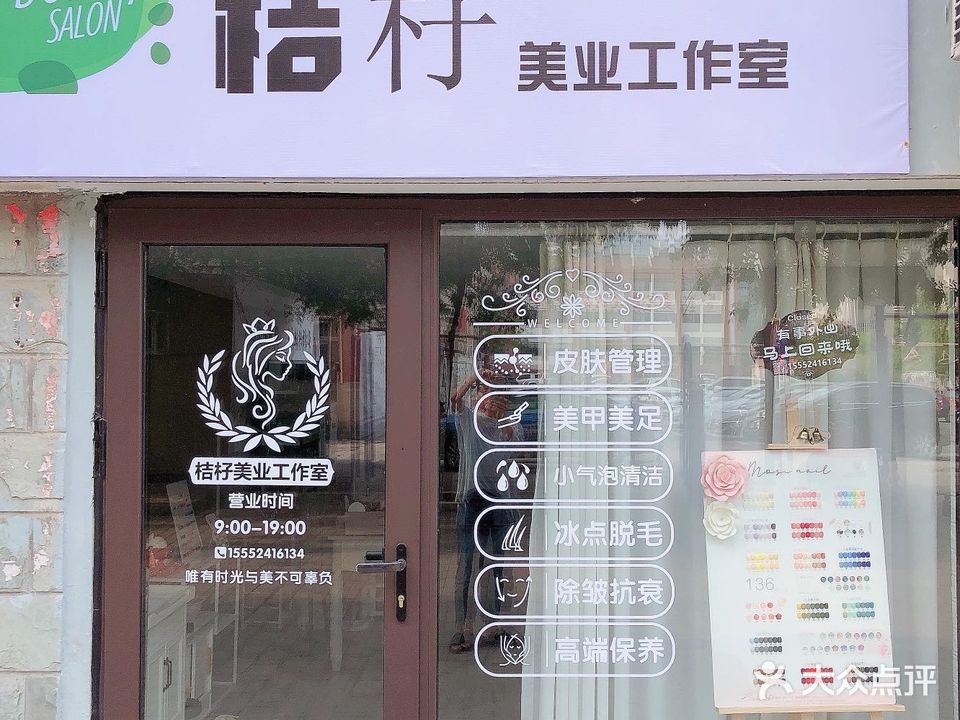 SALON
桔籽
美业工作室
WELCOME
皮肤管理
美甲美足
小气泡清洁
冰点脱毛
除皱抗衰
高端保养
桔籽美业工作室
营业时间
9:00-19:00
15552416134
唯有时光与美不可辜负
Closed
有事外出
马上回来哦
15552416134
nail
136
大众点评